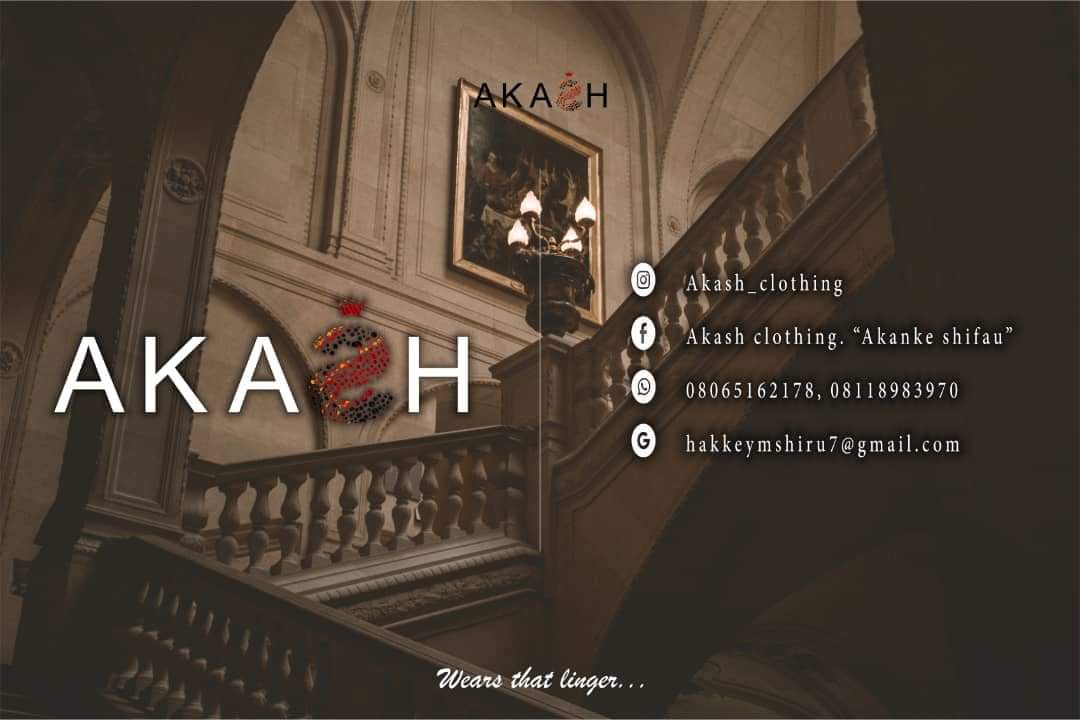 AKASH
AKASH
Akash_clothing
Akash clothing. “Akanke shifau”
08065162178, 08118983970
hakkeymshiru7@gmail.com
Wears that linger...